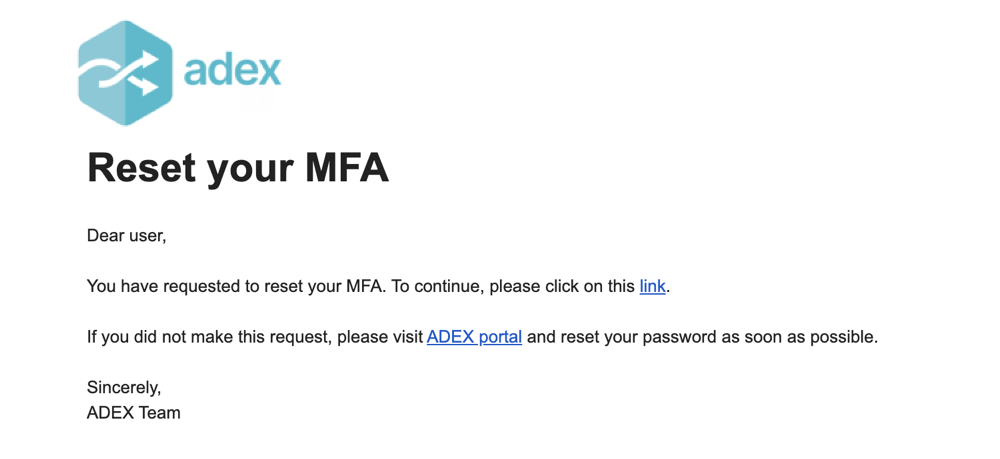 adex
Reset your MFA
Dear user,
You have requested to reset your MFA. To continue, please click on this link.
If you did not make this request, please visit ADEX portal and reset your password as soon as possible.
Sincerely,
ADEX Team